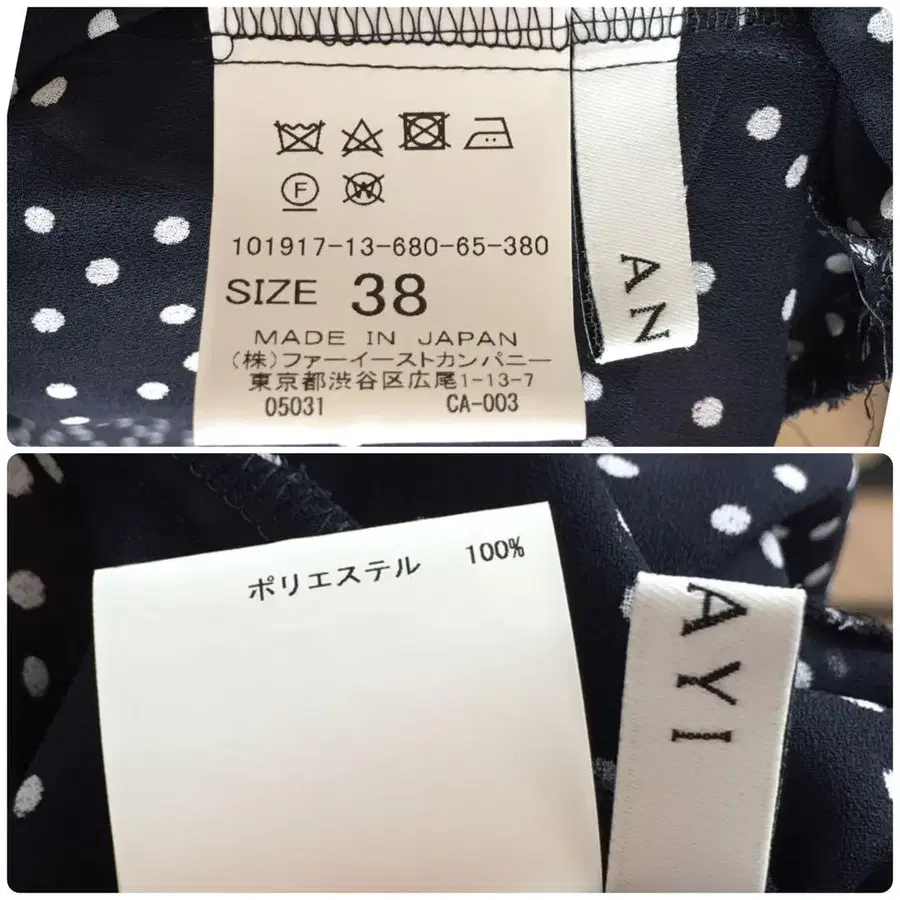 101917-13-680-65-380
SIZE 38
MADE IN JAPAN
(株)ファーイーストカンパニー
東京都渋谷区広尾1-13-7
05031 CA-003
AN
ポリエステル 100%
AYI